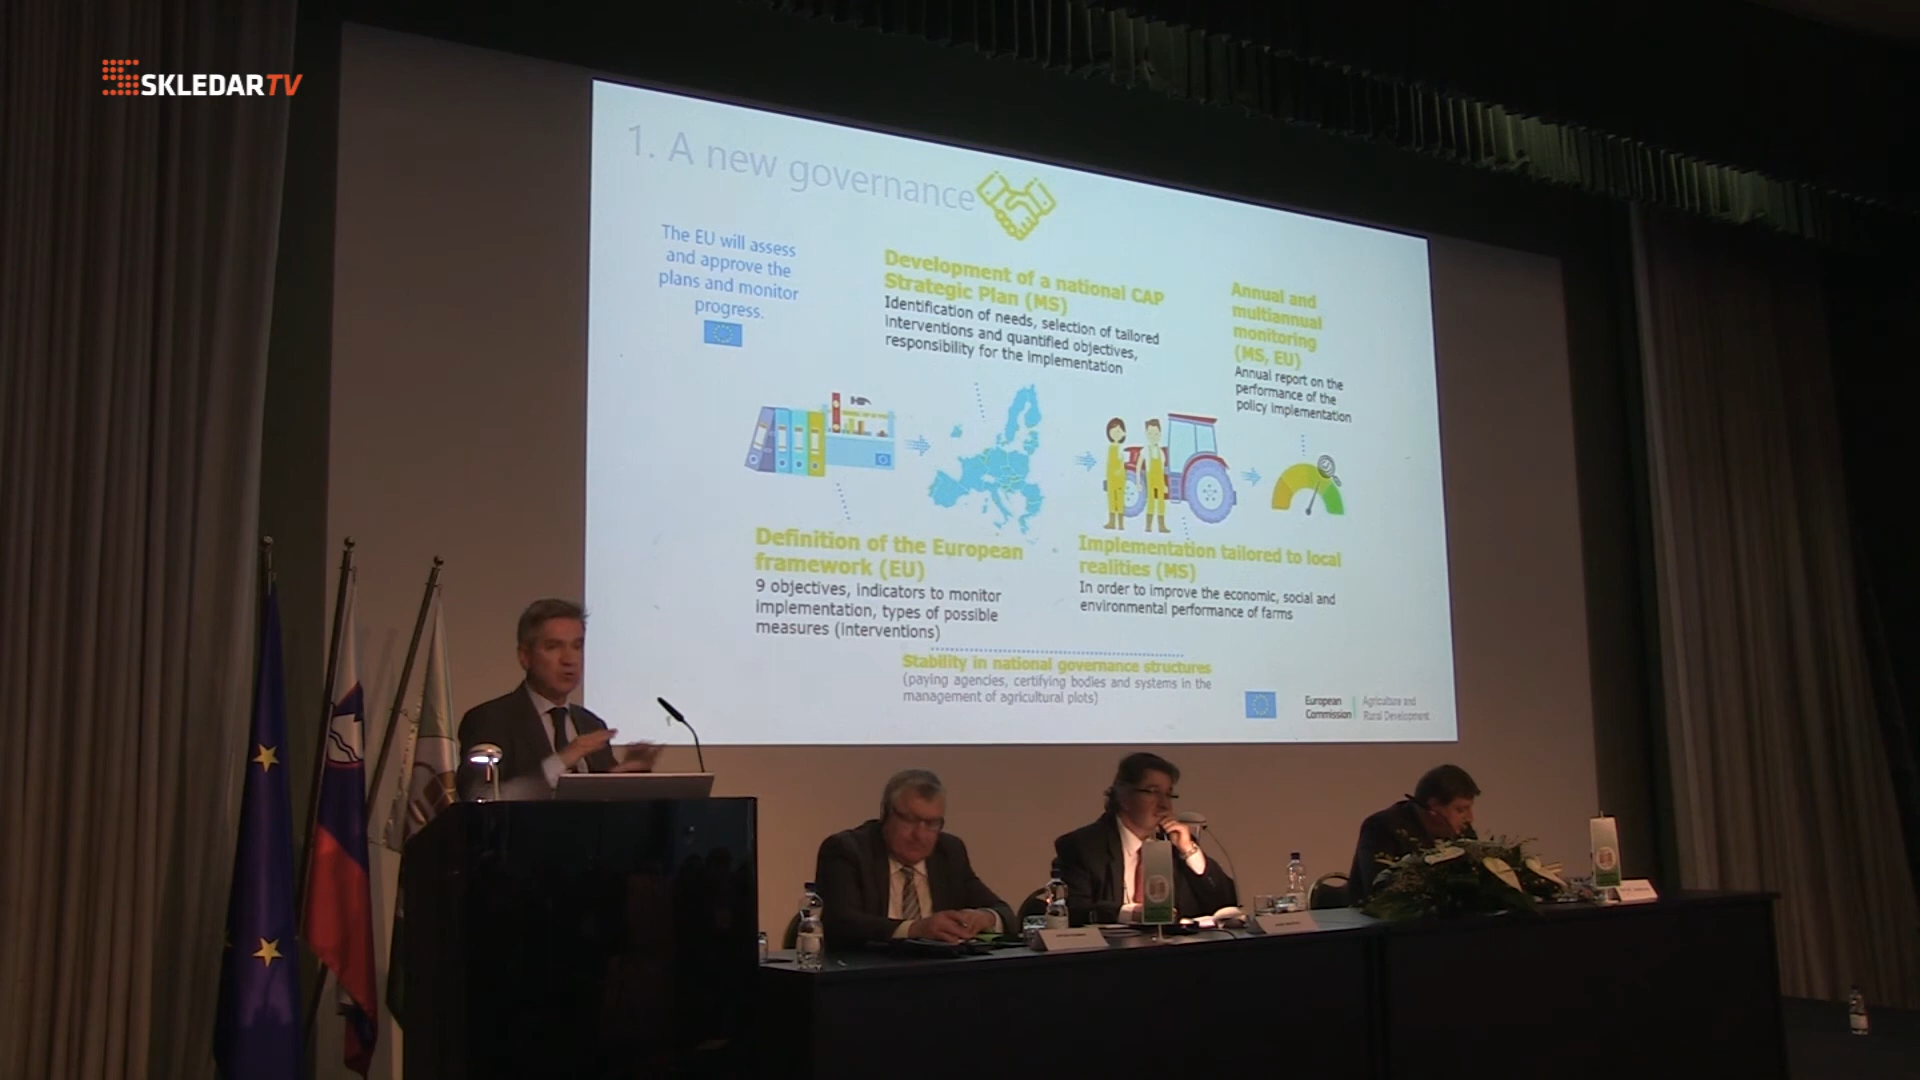 SKLEDARTV
1. A new governance
The EU will assess
and approve the
plans and monitor
progress.
Development of a national CAP
Strategic Plan (MS)
Identification of needs, selection of tailored
interventions and quantified objectives,
responsibility for the implementation
Annual and
multiannual
monitoring
(MS, EU)
Annual report on the
performance of the
policy implementation
Definition of the European
framework (EU)
9 objectives, indicators to monitor
implementation, types of possible
measures (interventions)
Implementation tailored to local
realities (MS)
In order to improve the economic, social and
environmental performance of farms
Stability in national governance structures
(paying agencies, certifying bodies and systems in the
management of agricultural plots)
European
Commission
Agriculture and
Rural Development